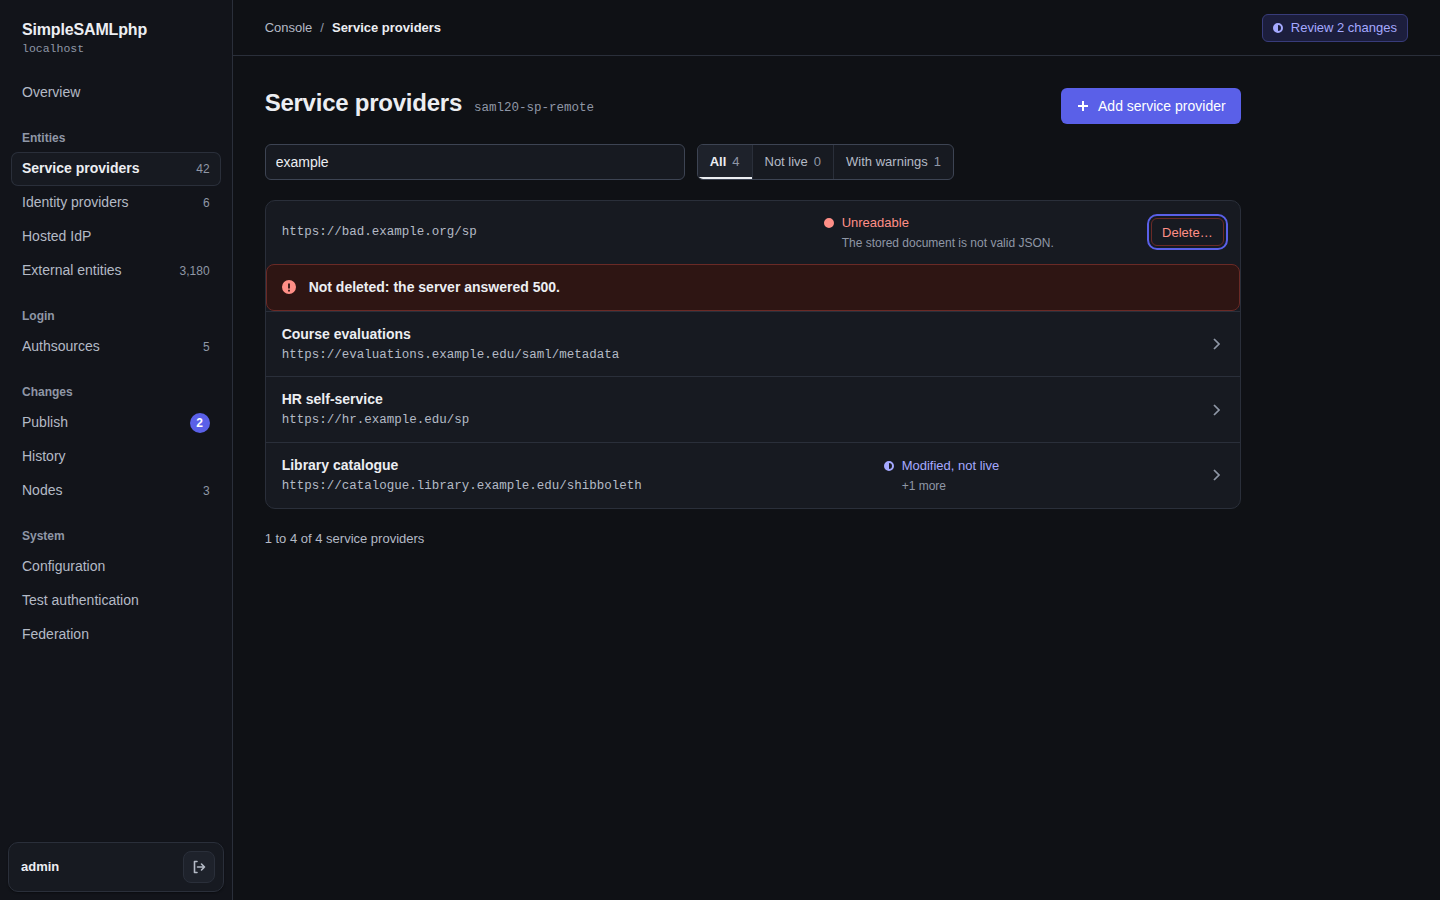 SimpleSAMLphp
localhost
Overview
Entities
Service providers 42
Identity providers 6
Hosted IdP
External entities 3,180
Login
Authsources 5
Changes
Publish 2
History
Nodes 3
System
Configuration
Test authentication
Federation
admin
Console / Service providers
Review 2 changes
Service providers saml20-sp-remote
Add service provider
example
All 4 Not live 0 With warnings 1
https://bad.example.org/sp
Unreadable
The stored document is not valid JSON.
Delete…
Not deleted: the server answered 500.
Course evaluations
https://evaluations.example.edu/saml/metadata
HR self-service
https://hr.example.edu/sp
Library catalogue
https://catalogue.library.example.edu/shibboleth
Modified, not live
+1 more
1 to 4 of 4 service providers